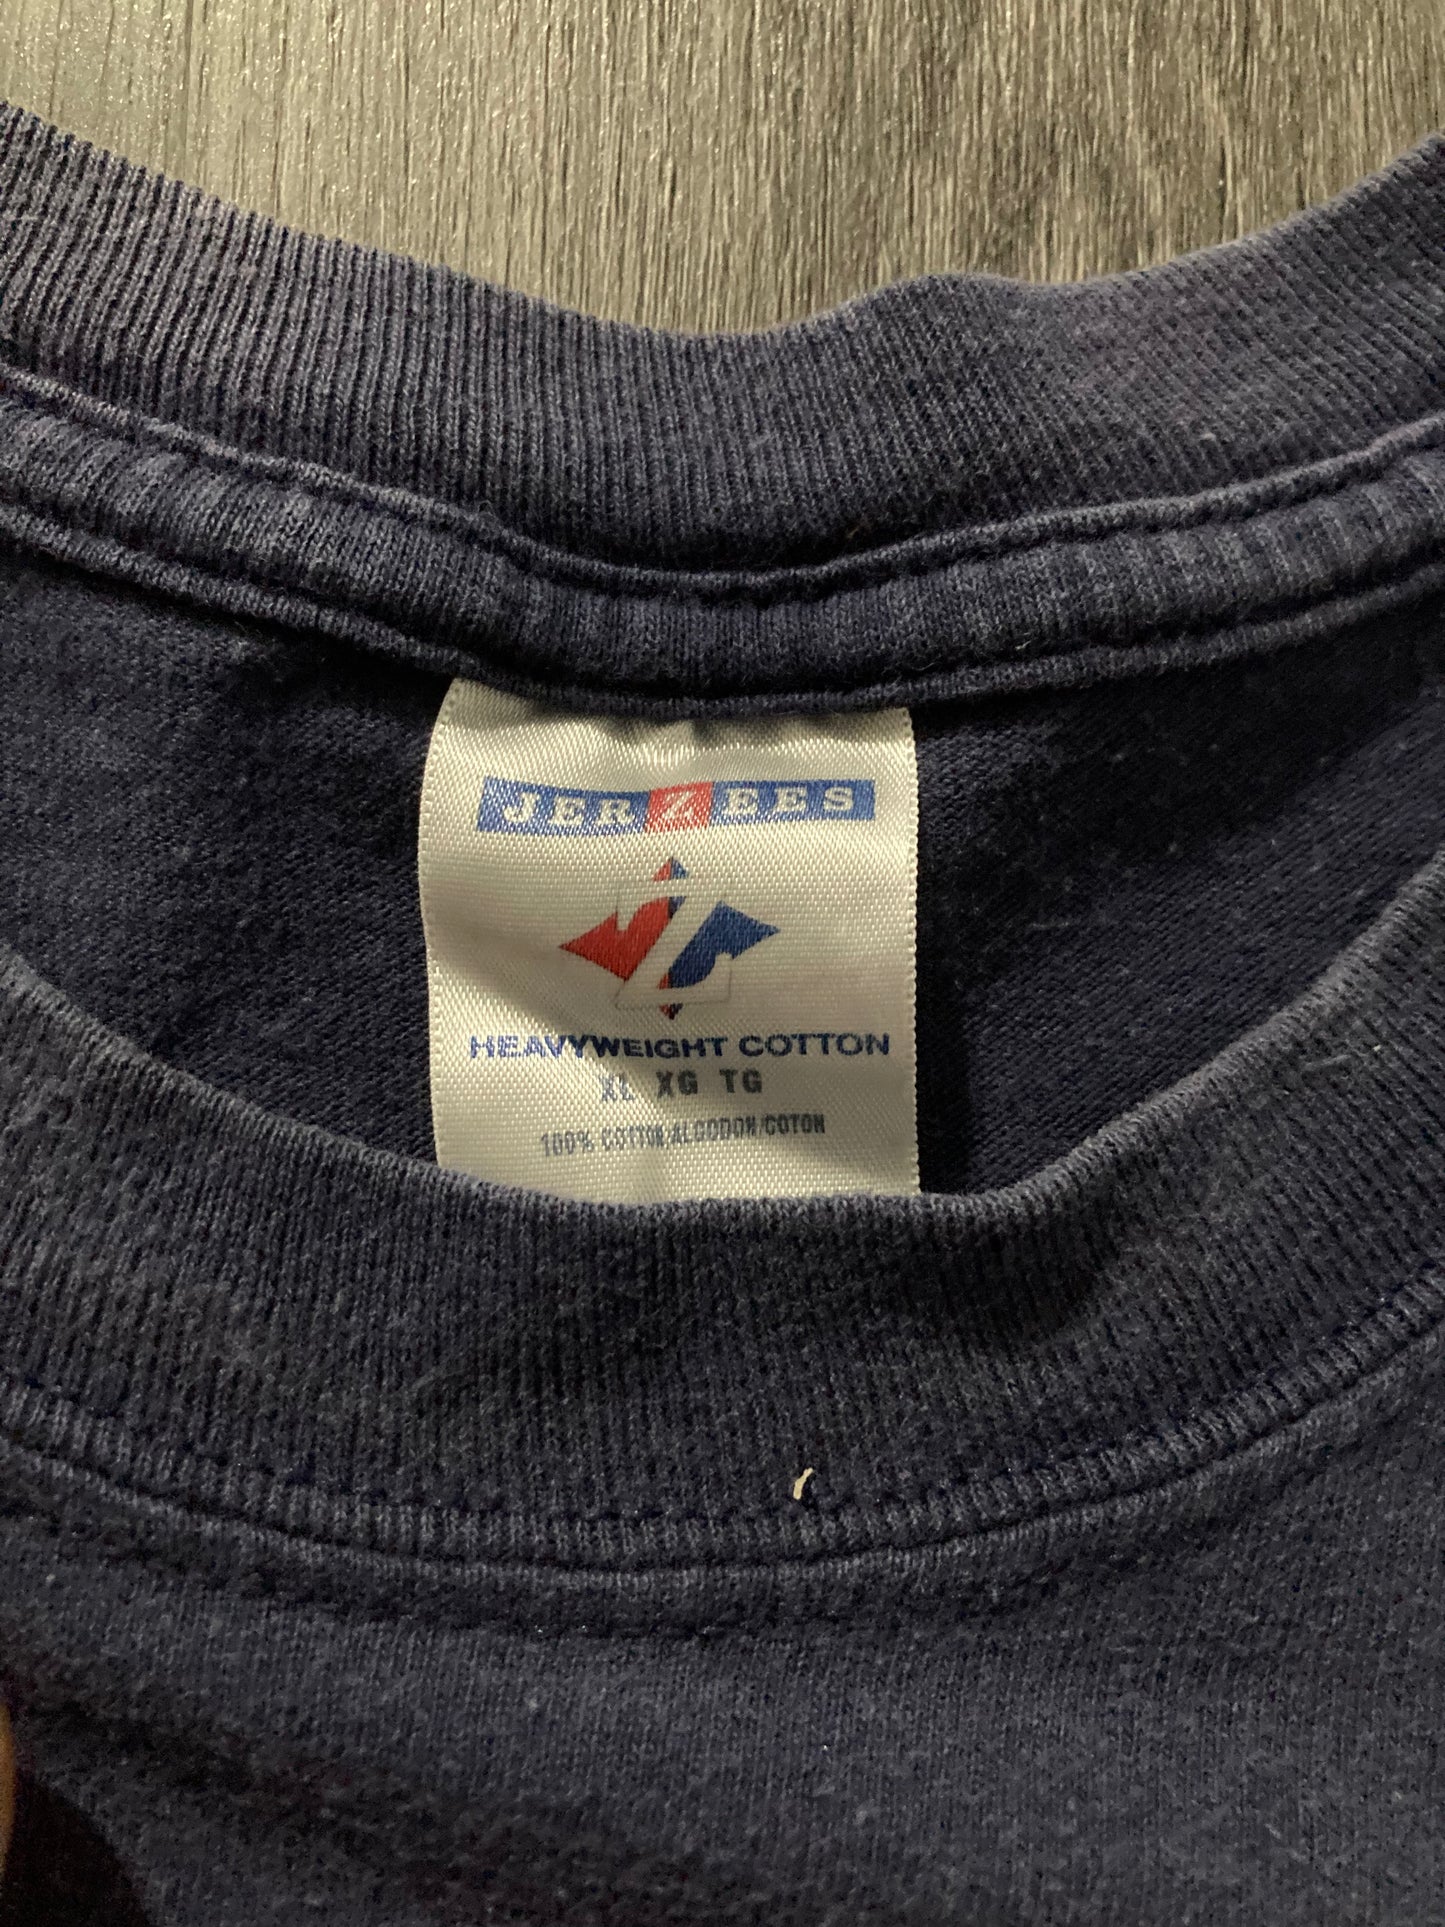 JERZEES
Z
HEAVYWEIGHT COTTON
XL XG TG
100% COTTON/ALGODON/COTON